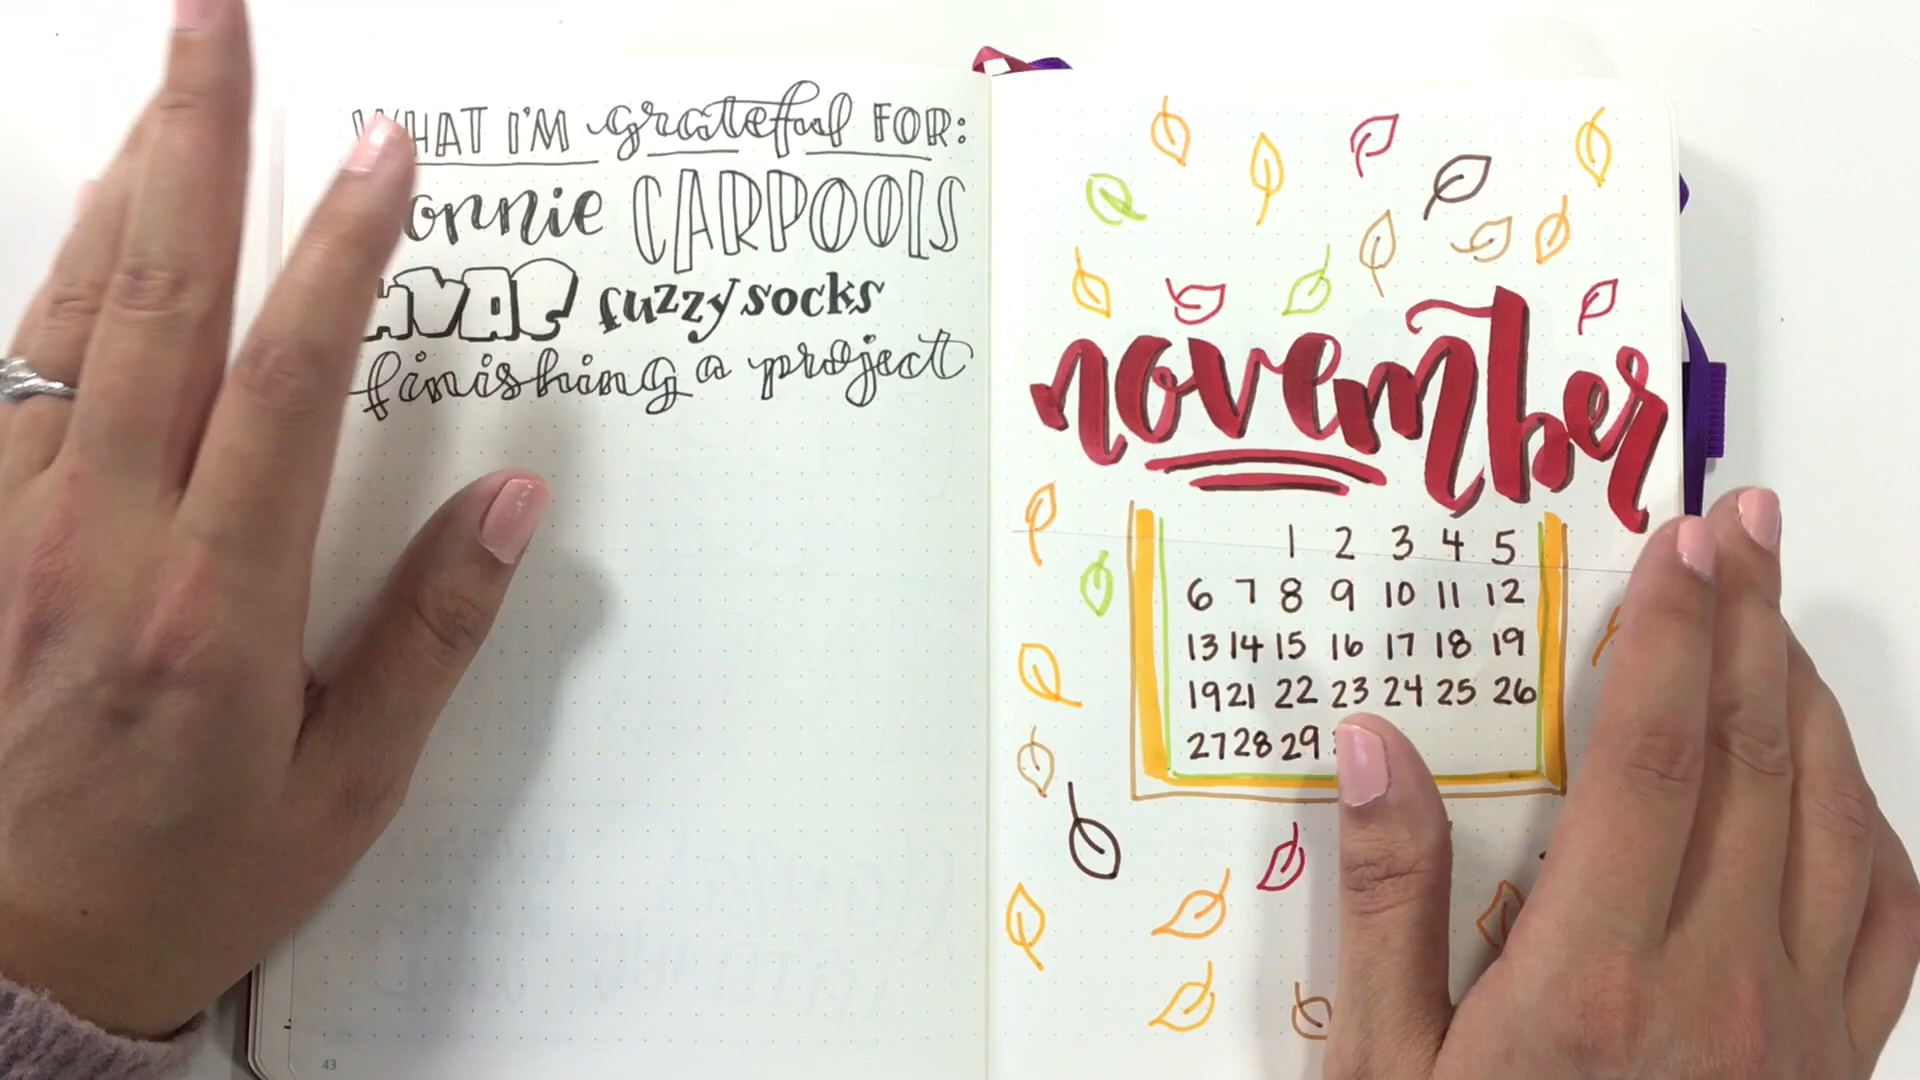 WHAT I'M grateful FOR:
CARPOOLS
HVAC fuzzy socks
finishing a project
43
november
1 2 3 4 5
6 7 8 9 10 11 12
13 14 15 16 17 18 19
19 21 22 23 24 25 26
27 28 29